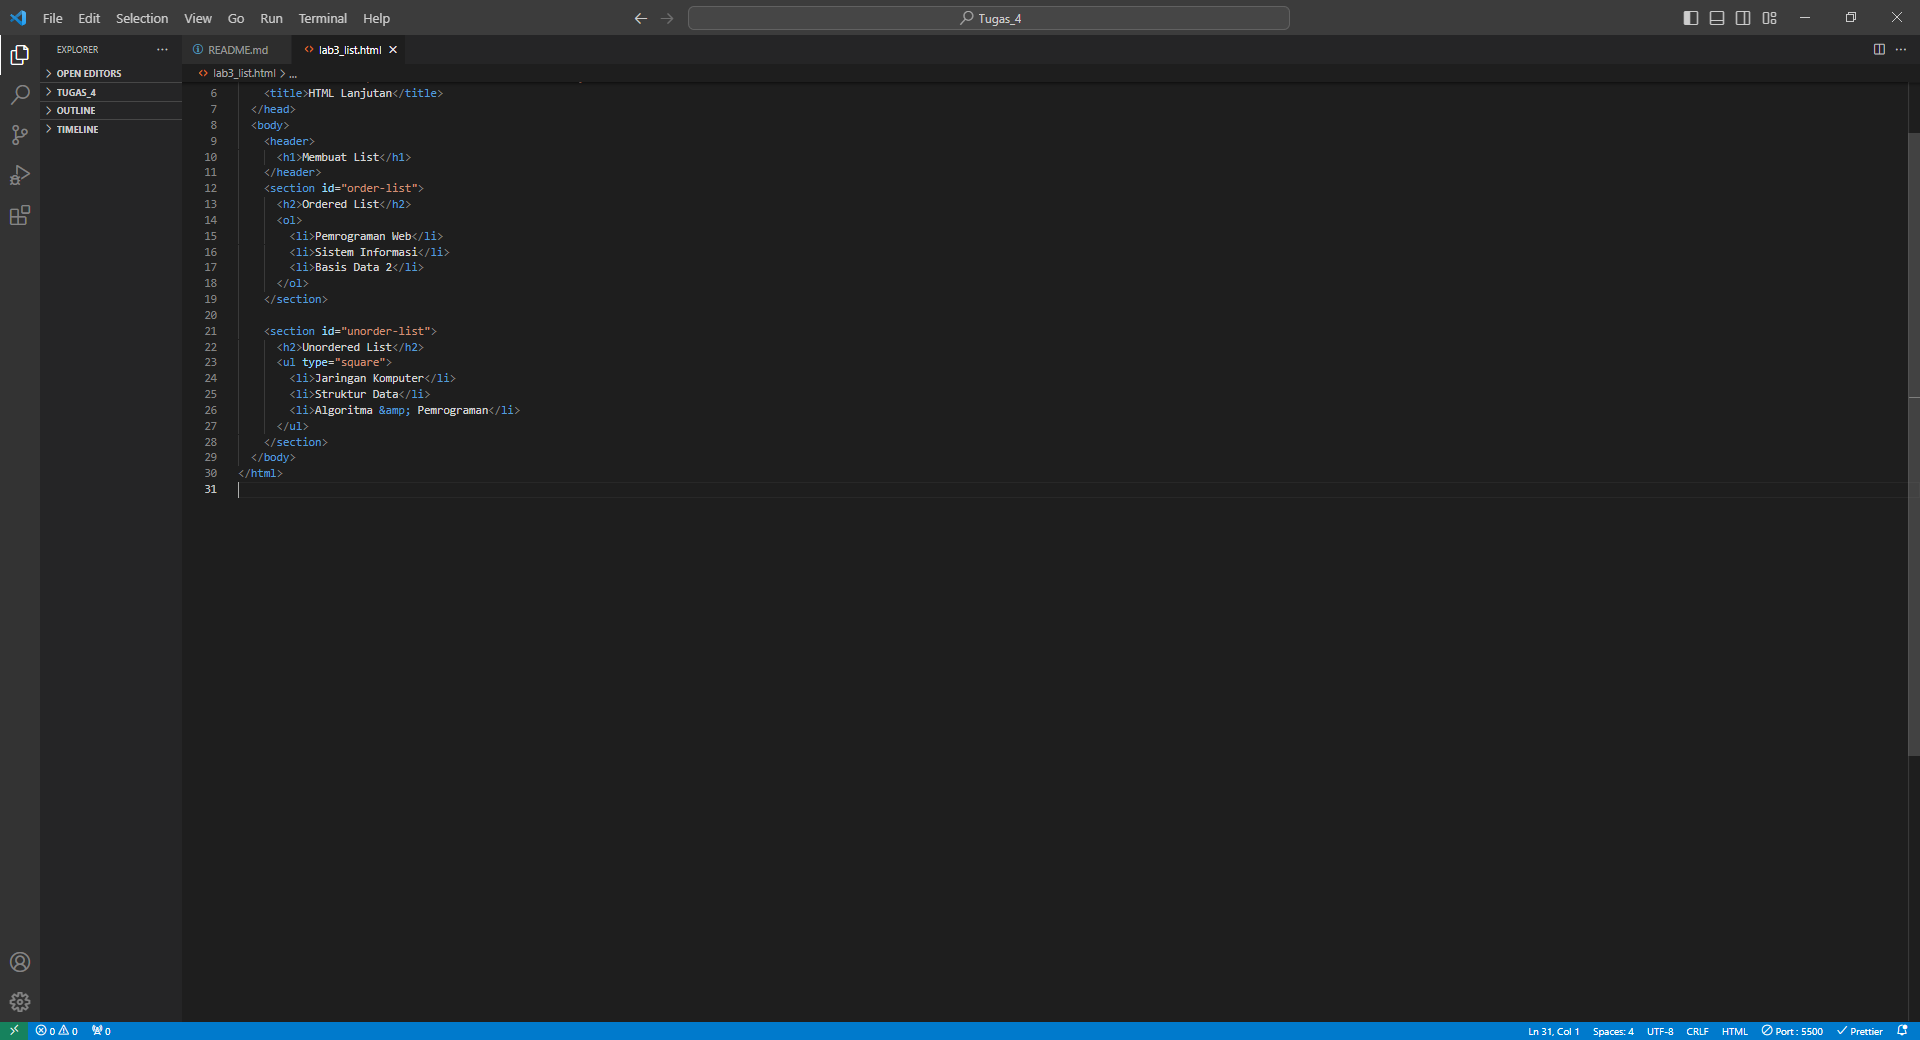 File Edit Selection View Go Run Terminal Help Tugas_4
EXPLORER ··· README.md lab3_list.html
OPEN EDITORS
TUGAS_4
OUTLINE
TIMELINE
lab3_list.html > ...
6 <title>HTML Lanjutan</title>
7 </head>
8 <body>
9 <header>
10 <h1>Membuat List</h1>
11 </header>
12 <section id="order-list">
13 <h2>Ordered List</h2>
14 <ol>
15 <li>Pemrograman Web</li>
16 <li>Sistem Informasi</li>
17 <li>Basis Data 2</li>
18 </ol>
19 </section>
20
21 <section id="unorder-list">
22 <h2>Unordered List</h2>
23 <ul type="square">
24 <li>Jaringan Komputer</li>
25 <li>Struktur Data</li>
26 <li>Algoritma &amp; Pemrograman</li>
27 </ul>
28 </section>
29 </body>
30 </html>
31
0 0 0 Ln 31, Col 1 Spaces: 4 UTF-8 CRLF HTML Port : 5500 Prettier